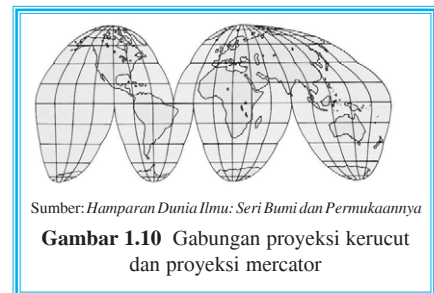 Sumber: Hamparan Dunia Ilmu: Seri Bumi dan Permukaannya
Gambar 1.10 Gabungan proyeksi kerucut
dan proyeksi mercator